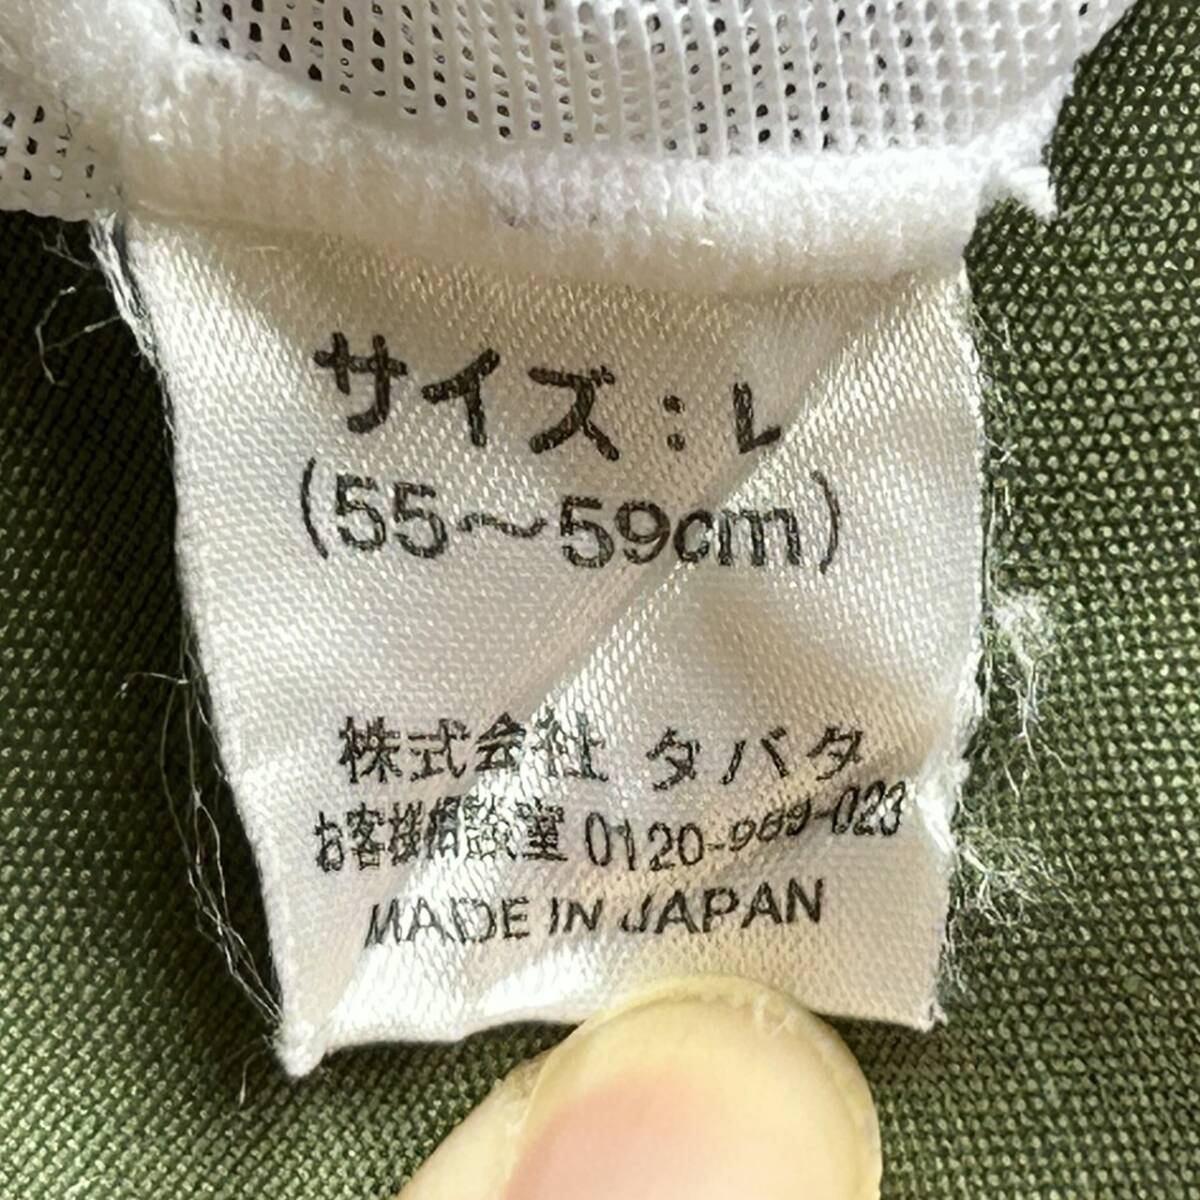 サイズ：L
(55～59cm)
株式会社 タバタ
お客様相談室 0120-989-023
MADE IN JAPAN